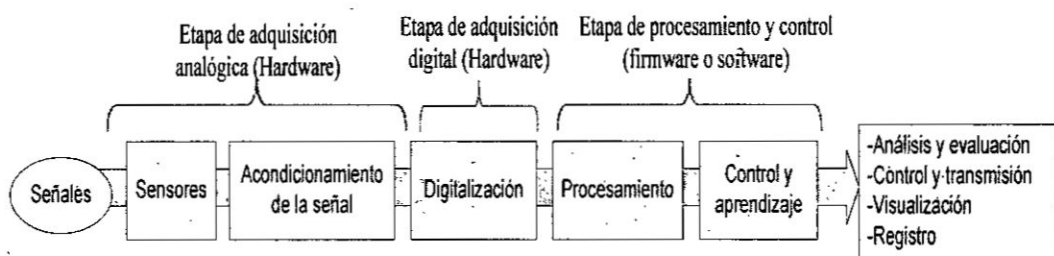 Etapa de adquisición
analógica (Hardware)
Etapa de adquisición
digital (Hardware)
Etapa de procesamiento y control
(firmware o software)
Señales
Sensores
Acondicionamiento
de la señal
Digitalización
Procesamiento
Control y
aprendizaje
-Análisis y evaluación
-Control y transmisión
-Visualización
-Registro